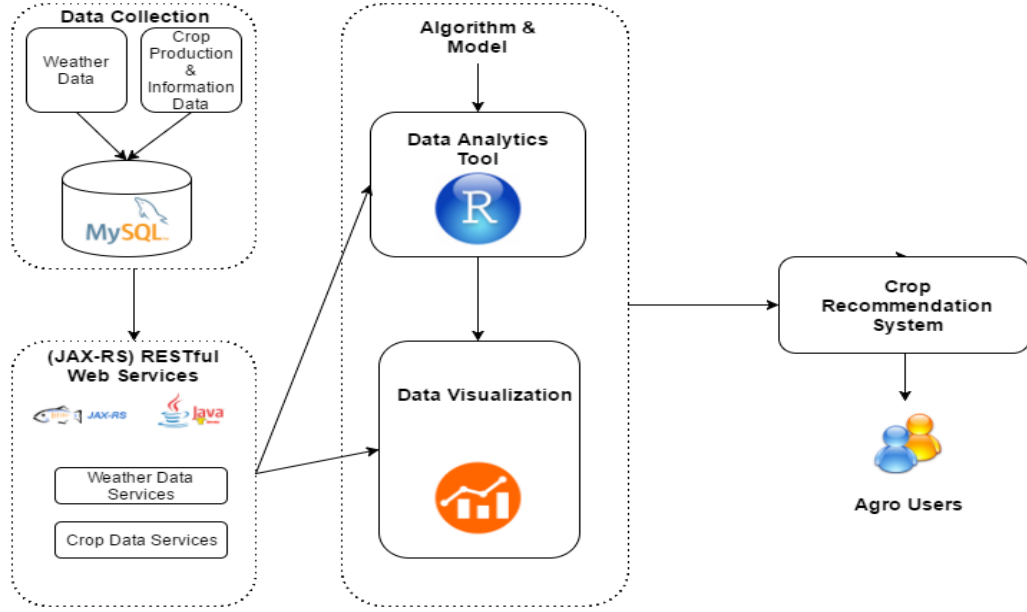 Data Collection
Weather
Data
Crop
Production
&
Information
Data
MySQL
(JAX-RS) RESTful
Web Services
JAX-RS
Java
Weather Data
Services
Crop Data Services
Algorithm &
Model
Data Analytics
Tool
R
Data Visualization
Crop
Recommendation
System
Agro Users